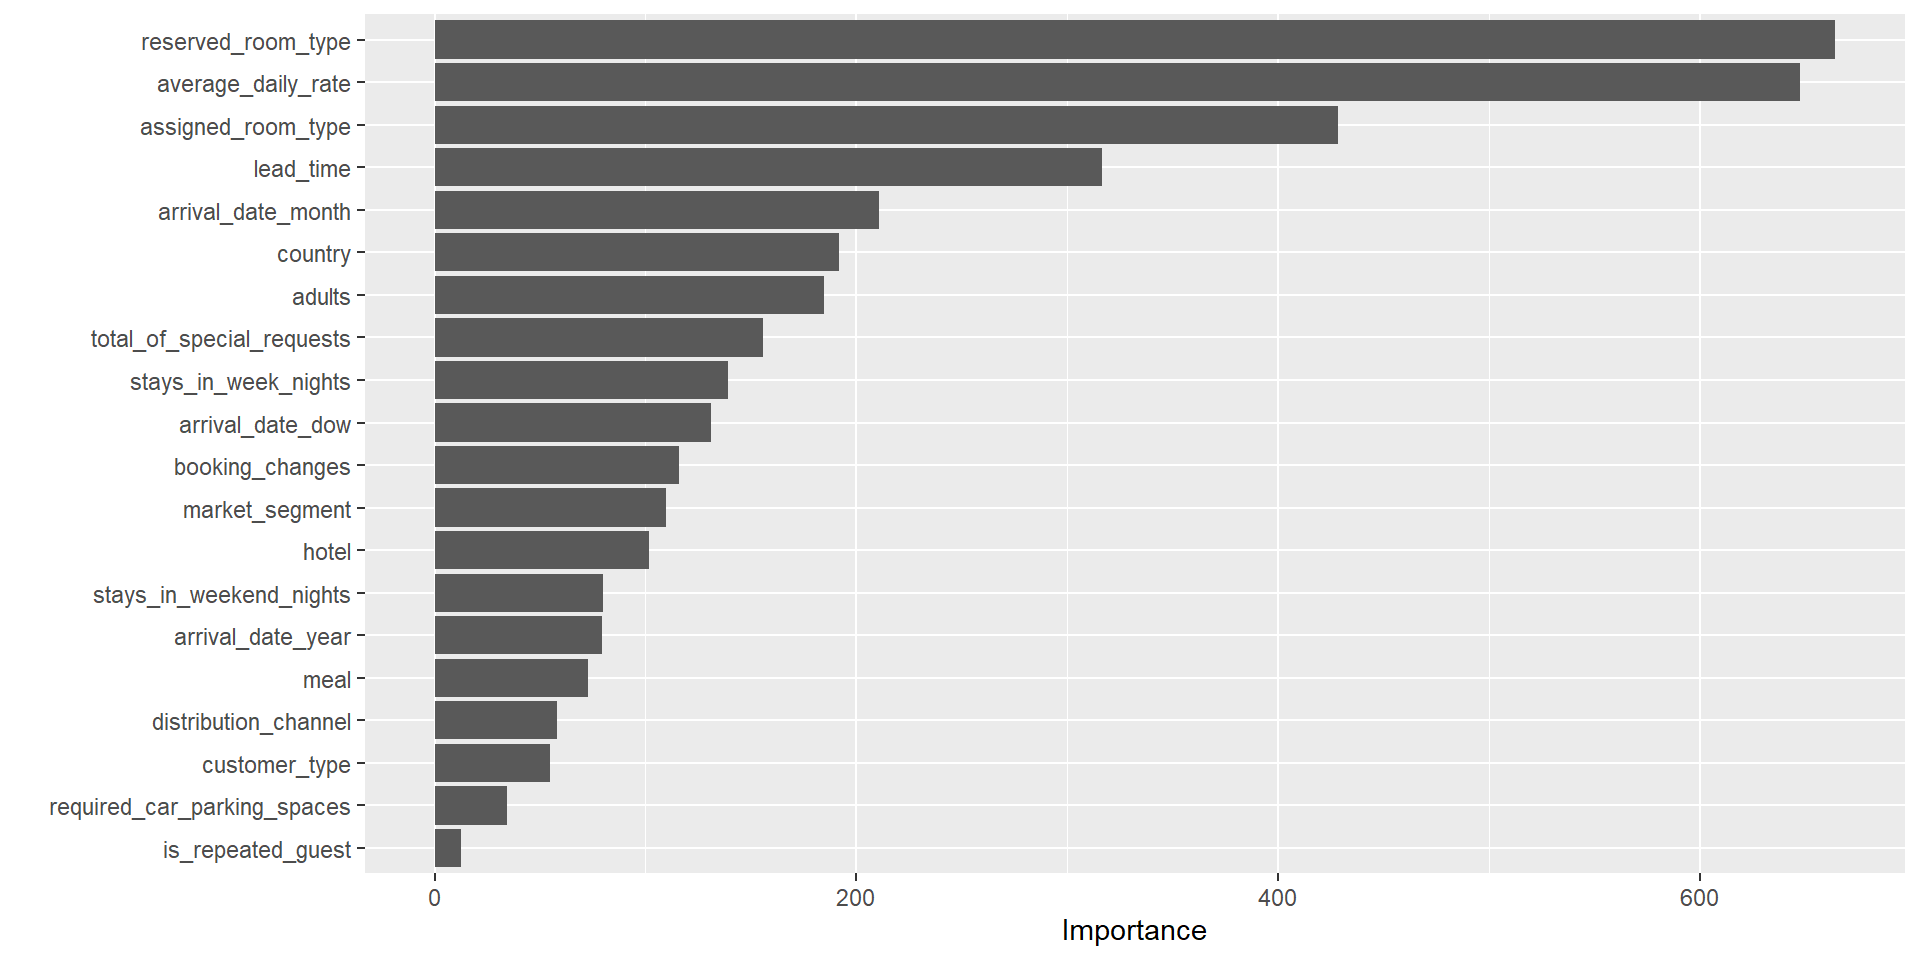 reserved_room_type
average_daily_rate
assigned_room_type
lead_time
arrival_date_month
country
adults
total_of_special_requests
stays_in_week_nights
arrival_date_dow
booking_changes
market_segment
hotel
stays_in_weekend_nights
arrival_date_year
meal
distribution_channel
customer_type
required_car_parking_spaces
is_repeated_guest
0 200 400 600
Importance